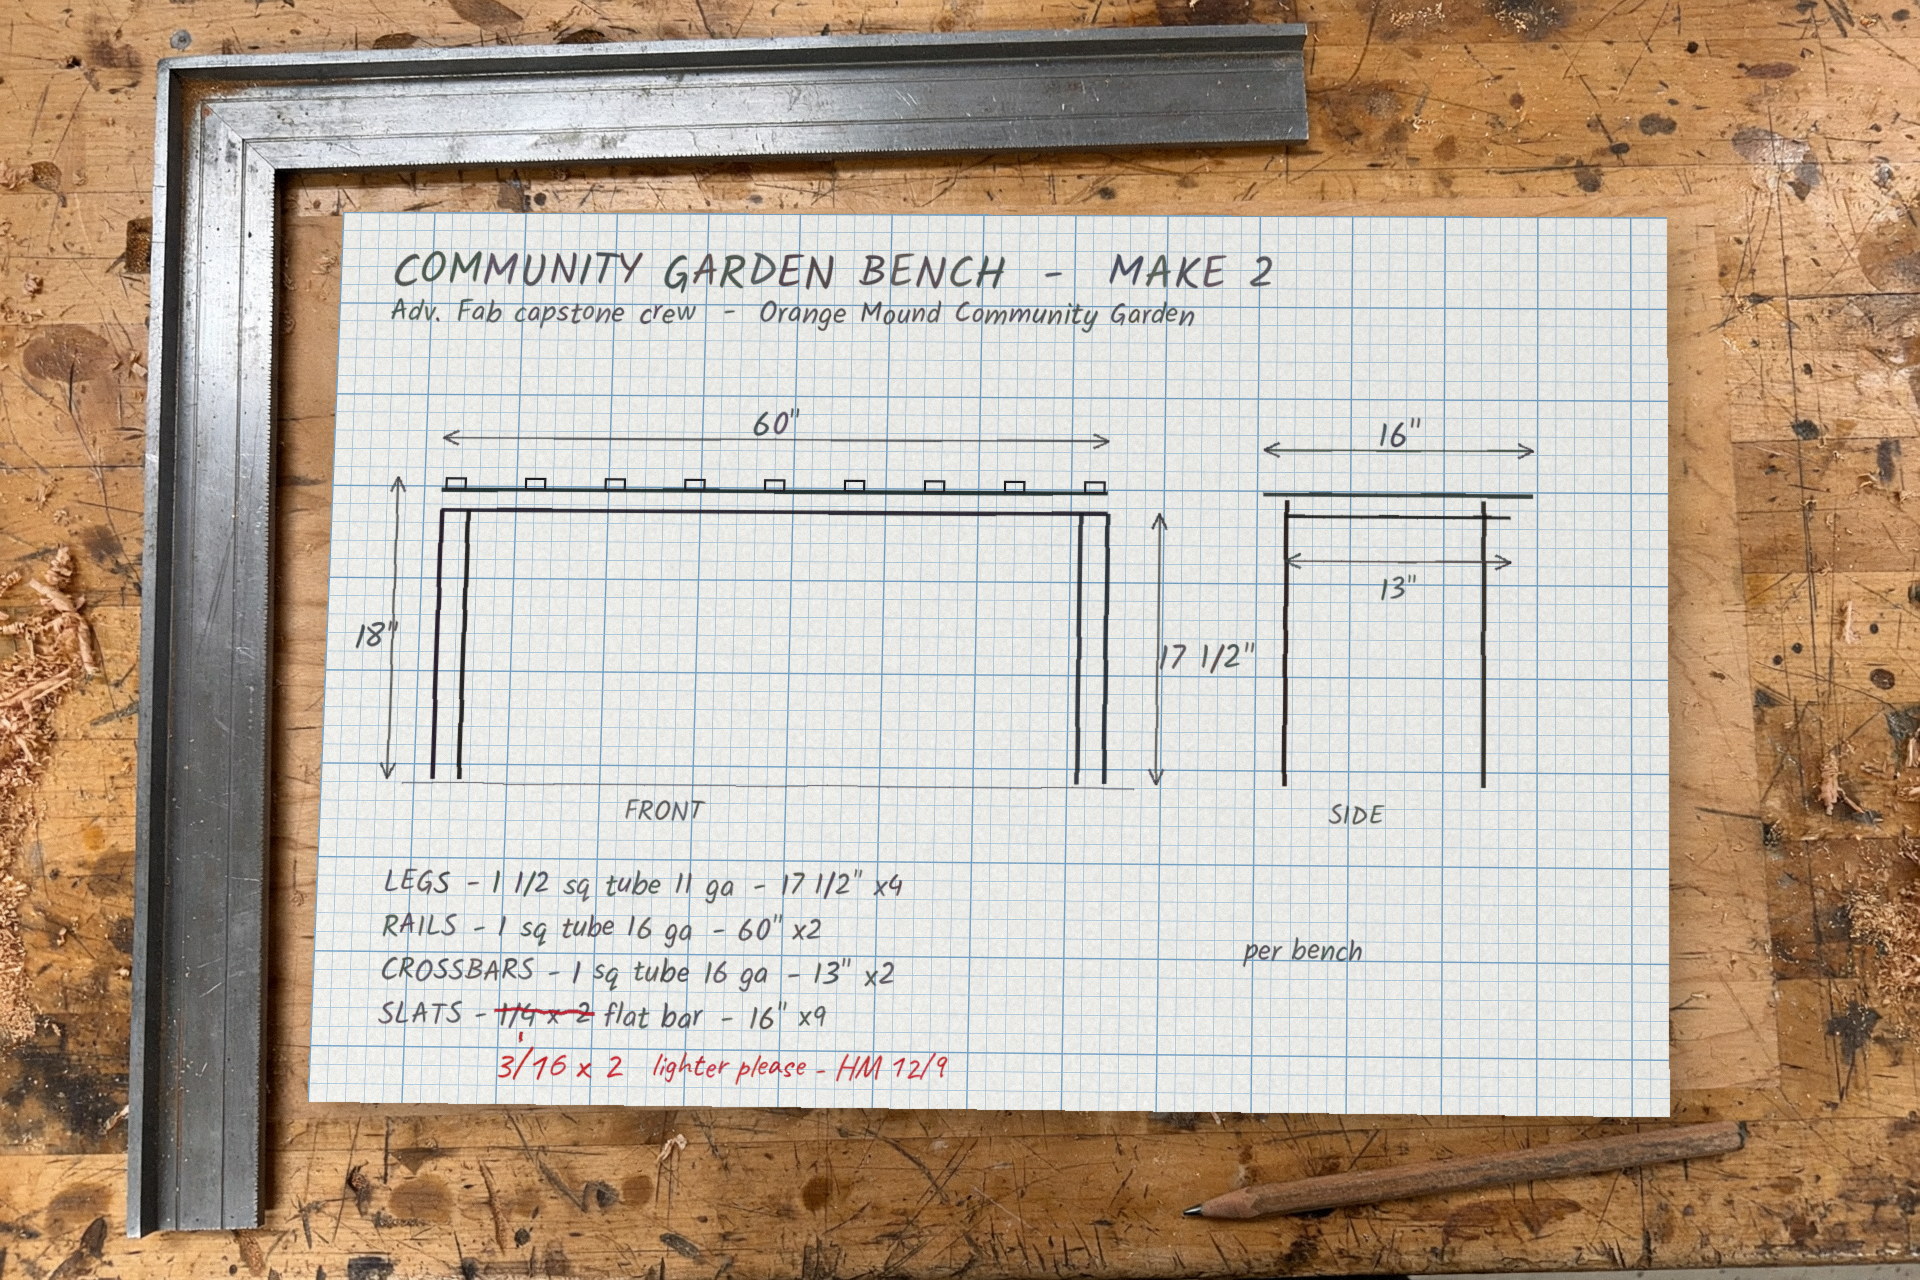 COMMUNITY GARDEN BENCH - MAKE 2
Adv. Fab capstone crew - Orange Mound Community Garden
60"
16"
18"
13"
17 1/2"
FRONT
SIDE
LEGS - 1 1/2 sq tube 11 ga - 17 1/2" x4
RAILS - 1 sq tube 16 ga - 60" x2
per bench
CROSSBARS - 1 sq tube 16 ga - 13" x2
SLATS - 1/4 x 2 flat bar - 16" x9
3/16 x 2 lighter please - HM 12/9